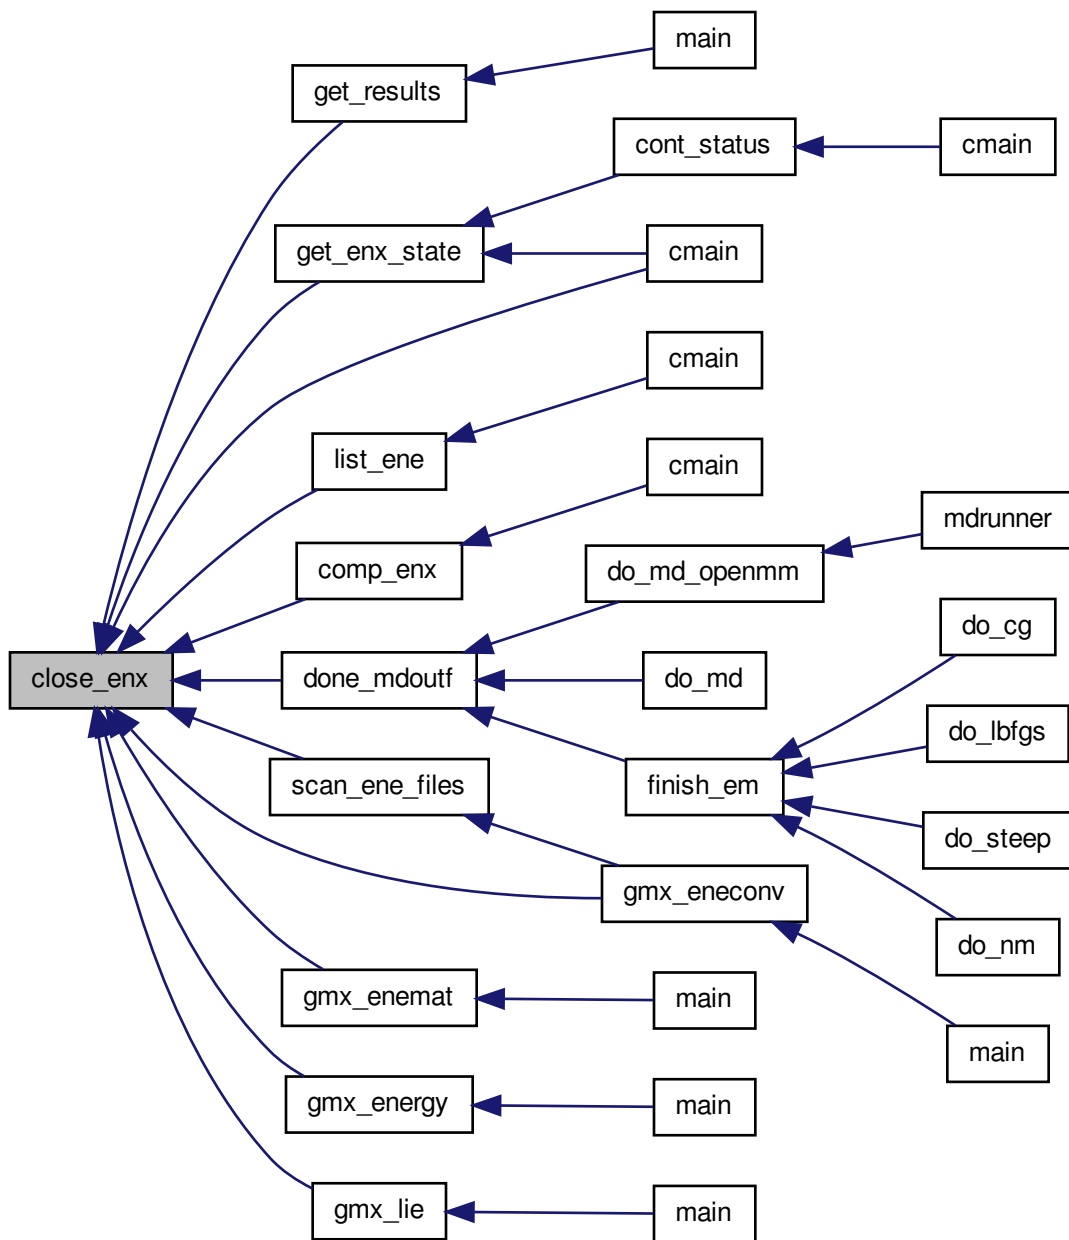 main
get_results
cont_status
cmain
get_enx_state
cmain
cmain
list_ene
cmain
mdrunner
comp_enx
do_md_openmm
do_cg
close_enx
done_mdoutf
do_md
do_lbfgs
scan_ene_files
finish_em
do_steep
gmx_eneconv
do_nm
gmx_enemat
main
main
gmx_energy
main
gmx_lie
main